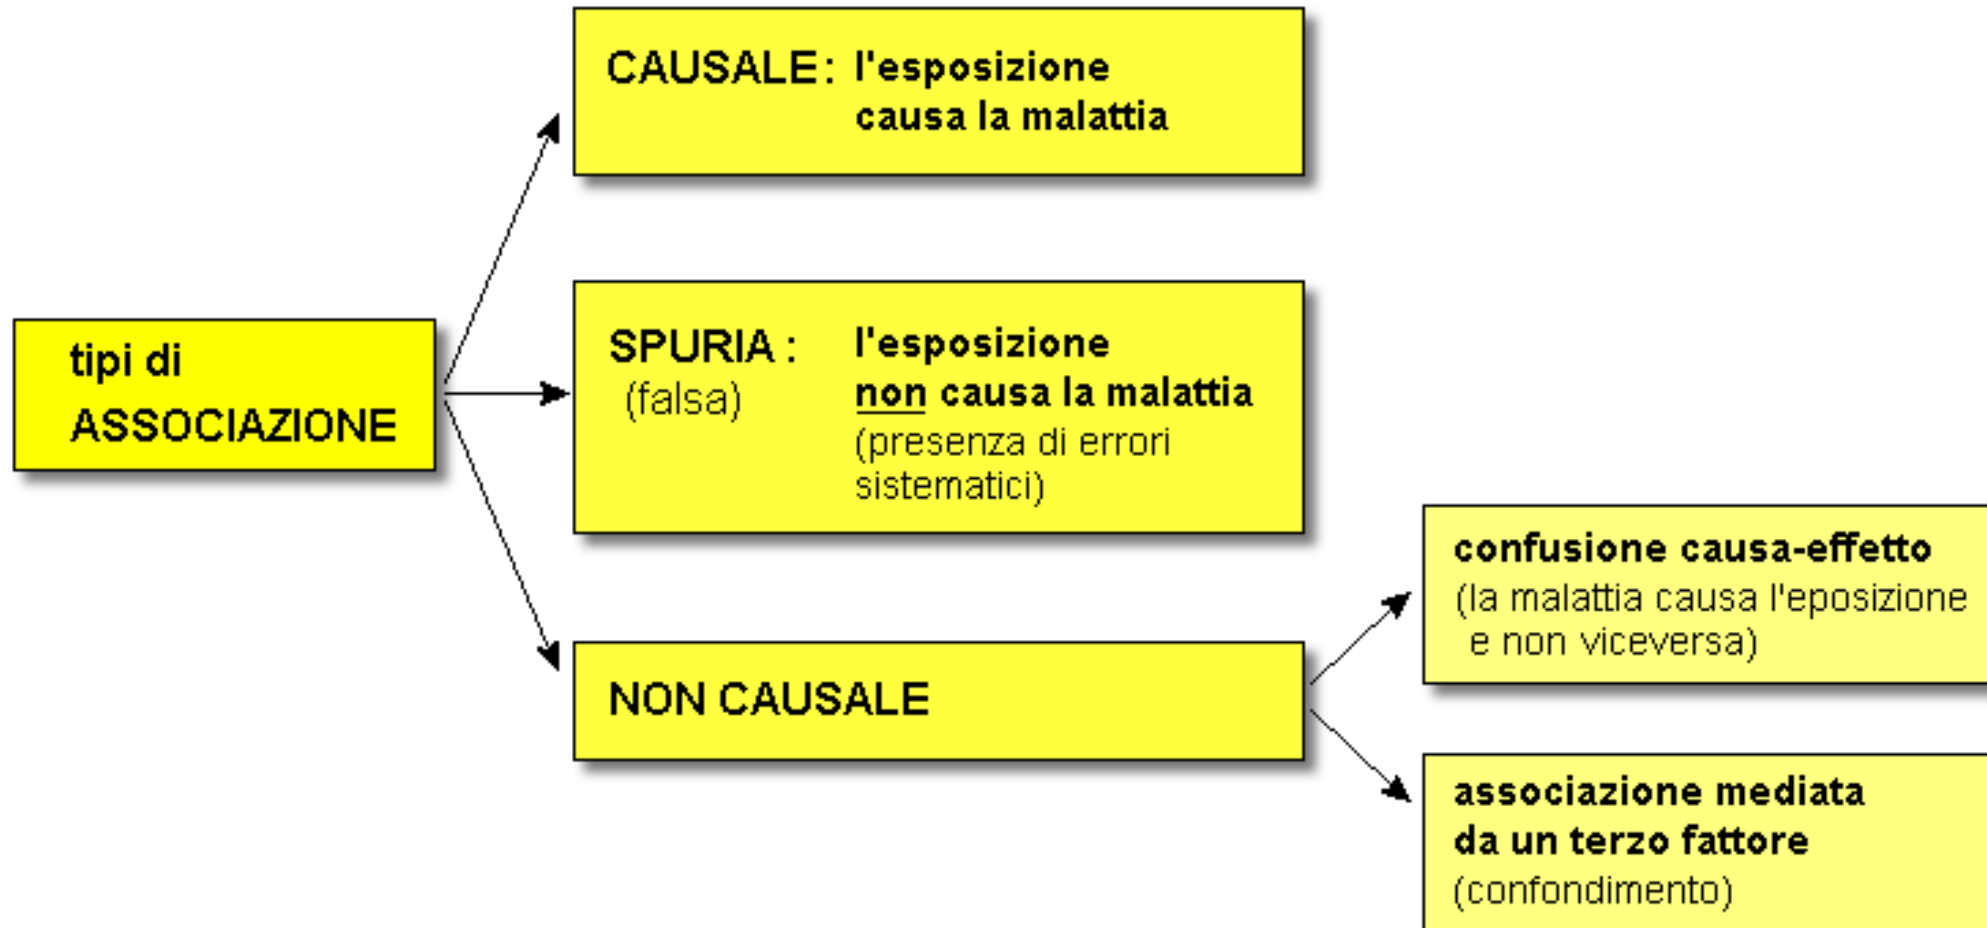 CAUSALE: l'esposizione
causa la malattia
tipi di
ASSOCIAZIONE
SPURIA: l'esposizione
(falsa) non causa la malattia
(presenza di errori
sistematici)
NON CAUSALE
confusione causa-effetto
(la malattia causa l'eposizione
e non viceversa)
associazione mediata
da un terzo fattore
(confondimento)